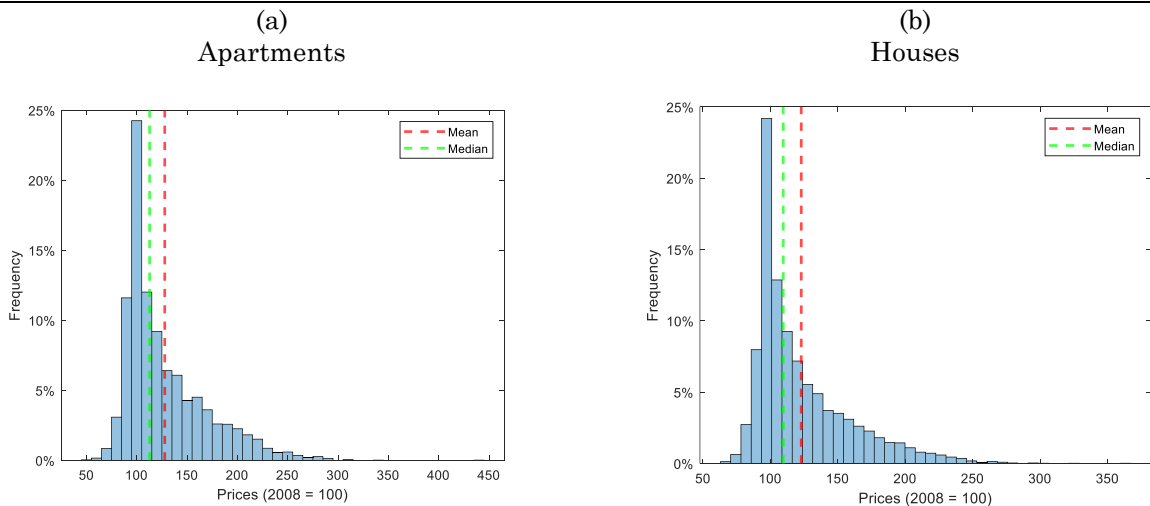 (a)
Apartments
25%
20%
15%
10%
5%
0%
Frequency
Mean
Median
50 100 150 200 250 300 350 400 450
Prices (2008 = 100)
(b)
Houses
25%
20%
15%
10%
5%
0%
Frequency
Mean
Median
50 100 150 200 250 300 350
Prices (2008 = 100)